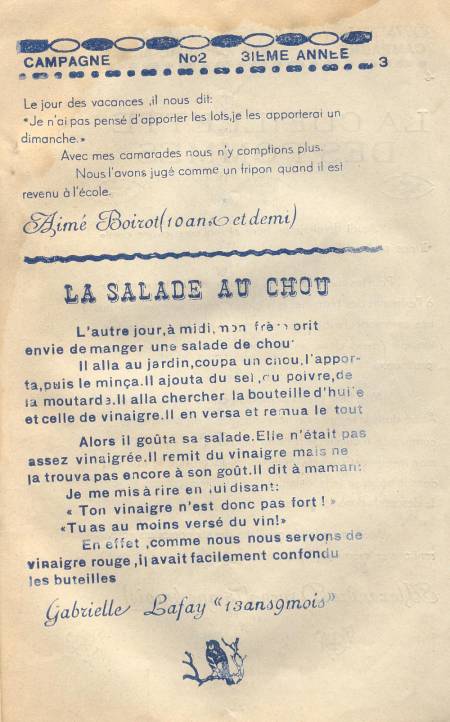 CAMPAGNE No2 3IEME ANNEE 3
Le jour des vacances ,il nous dit:
"Je n'ai pas pensé d'apporter les lots,je les apporterai un
dimanche.»
Avec mes camarades nous n'y comptions plus.
Nous l'avons jugé comme un fripon quand il est
revenu à l'école.
Aimé Boirot(10ans et demi)
LA SALADE AU CHOU
L'autre jour,à midi,mon frère prit
envie de manger une salade de chou.
Il alla au jardin,coupa un chou,l'appor-
ta,puis le minça.Il ajouta du sel,du poivre,de
la moutarde.Il alla chercher la bouteille d'huile
et celle de vinaigre.Il en versa et remua le tout
Alors il goûta sa salade.Elle n'était pas
assez vinaigrée.Il remit du vinaigre mais ne
la trouva pas encore à son goût.Il dit à maman:
Je me mis à rire en lui disant:
« Ton vinaigre n'est donc pas fort ! »
«Tu as au moins versé du vin!»
En effet ,comme nous nous servons de
vinaigre rouge ,il avait facilement confondu
les buteilles
Gabrielle Lafay "13ans9mois"